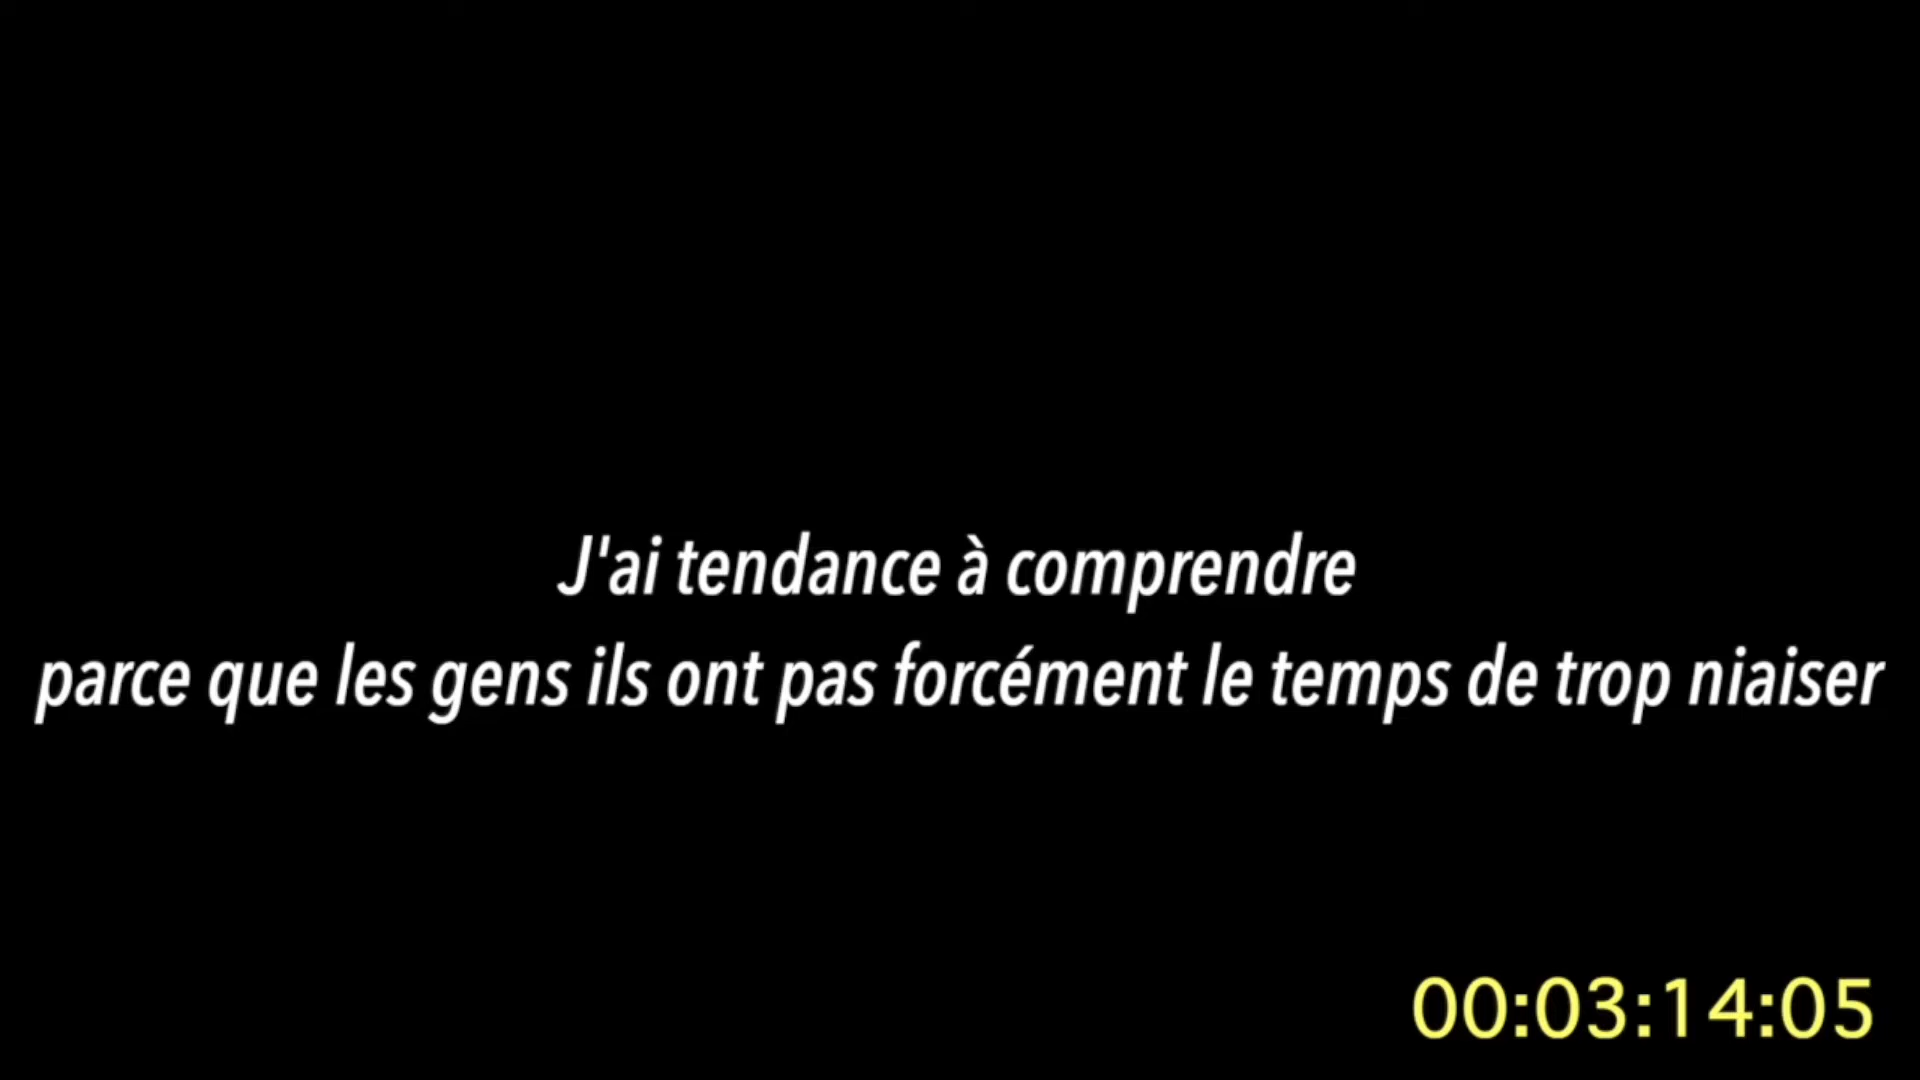 J'ai tendance à comprendre
parce que les gens ils ont pas forcément le temps de trop niaiser
00:03:14:05